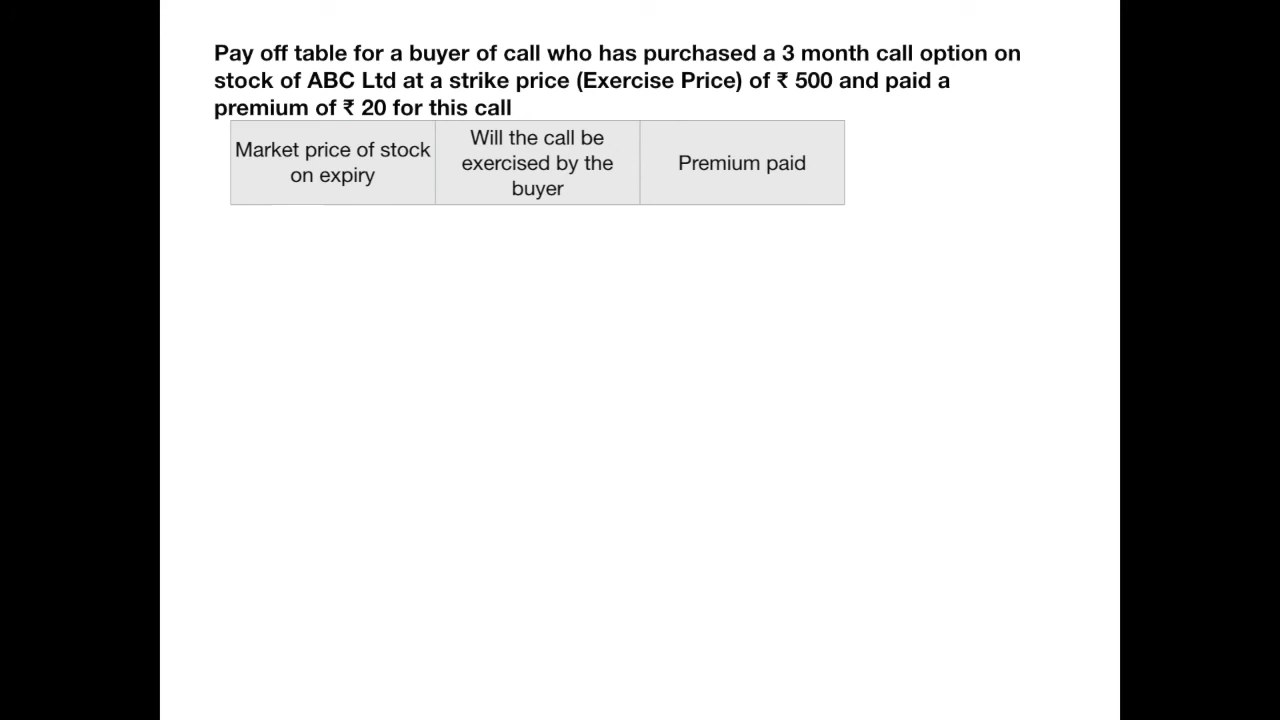 Pay off table for a buyer of call who has purchased a 3 month call option on
stock of ABC Ltd at a strike price (Exercise Price) of ₹ 500 and paid a
premium of ₹ 20 for this call
Market price of stock
on expiry
Will the call be
exercised by the
buyer
Premium paid